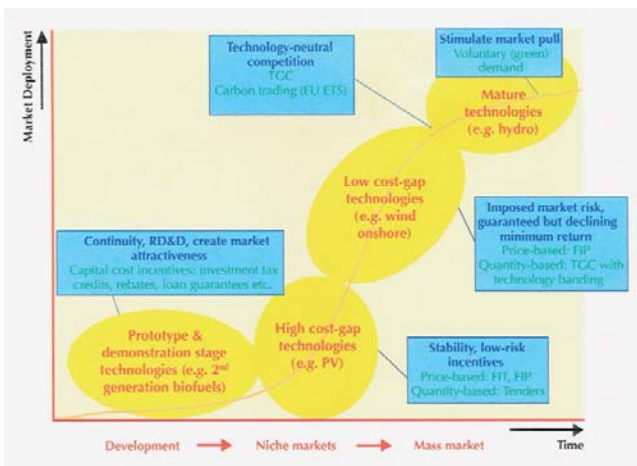 Market Deployment
Stimulate market pull
Voluntary (green)
demand
Technology-neutral
competition
TGC
Carbon trading (EU ETS)
Mature
technologies
(e.g. hydro)
Low cost-gap
technologies
(e.g. wind
onshore)
Imposed market risk,
guaranteed but declining
minimum return
Price-based: FIP
Quantity-based: TGC with
technology banding
Continuity, RD&D, create market
attractiveness
Capital cost incentives: investment tax
credits, rebates, loan guarantees etc.
Prototype &
demonstration stage
technologies (e.g. 2nd
generation biofuels)
High cost-gap
technologies
(e.g. PV)
Stability, low-risk
incentives
Price-based: FIT, FIP
Quantity-based: Tenders
Development Niche markets Mass market Time